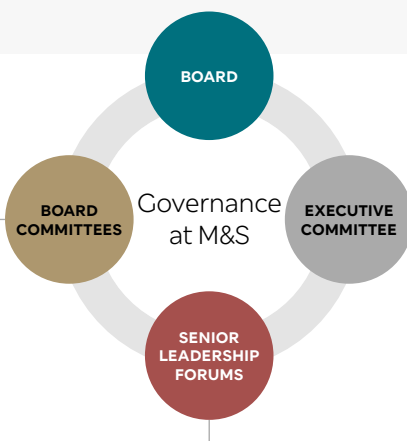 BOARD
BOARD
COMMITTEES
Governance
at M&S
EXECUTIVE
COMMITTEE
SENIOR
LEADERSHIP
FORUMS